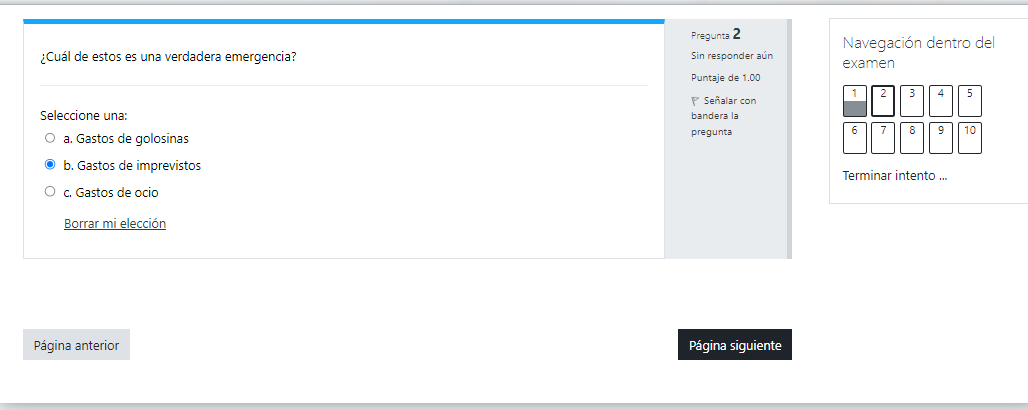 ¿Cuál de estos es una verdadera emergencia?
Seleccione una:
a. Gastos de golosinas
b. Gastos de imprevistos
c. Gastos de ocio
Borrar mi elección
Pregunta 2
Sin responder aún
Puntaje de 1.00
Señalar con
bandera la
pregunta
Navegación dentro del
examen
1 2 3 4 5
6 7 8 9 10
Terminar intento ...
Página anterior
Página siguiente